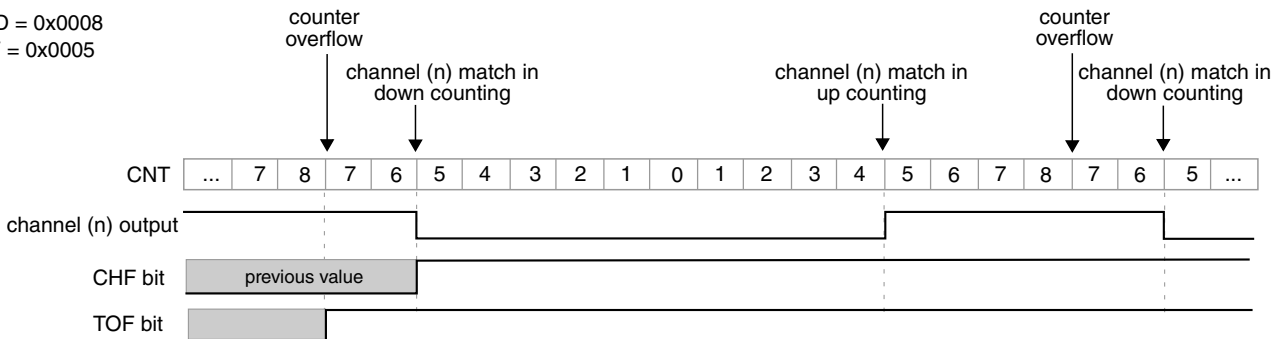 = 0x0008
= 0x0005
counter
overflow
channel (n) match in
down counting
channel (n) match in
up counting
counter
overflow
channel (n) match in
down counting
CNT ... 7 8 7 6 5 4 3 2 1 0 1 2 3 4 5 6 7 8 7 6 5 ...
channel (n) output
CHF bit previous value
TOF bit